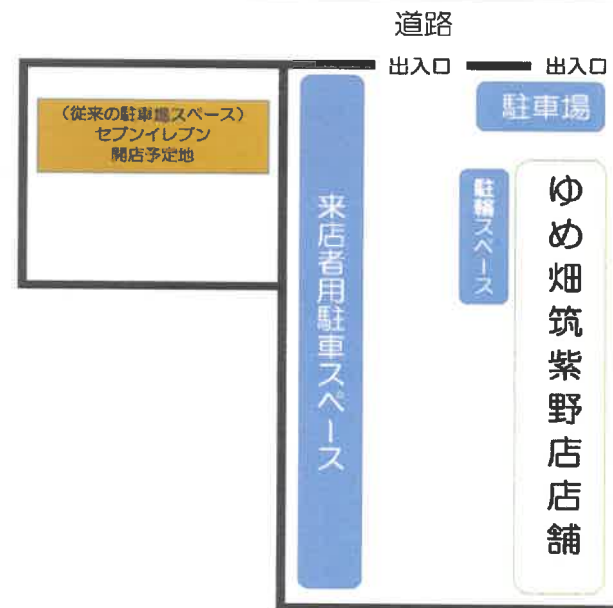 道路
出入口
出入口
（従来の駐車場スペース）
セブンイレブン
開店予定地
駐車場
駐輪スペース
来店者用駐車スペース
ゆめ畑筑紫野店店舗